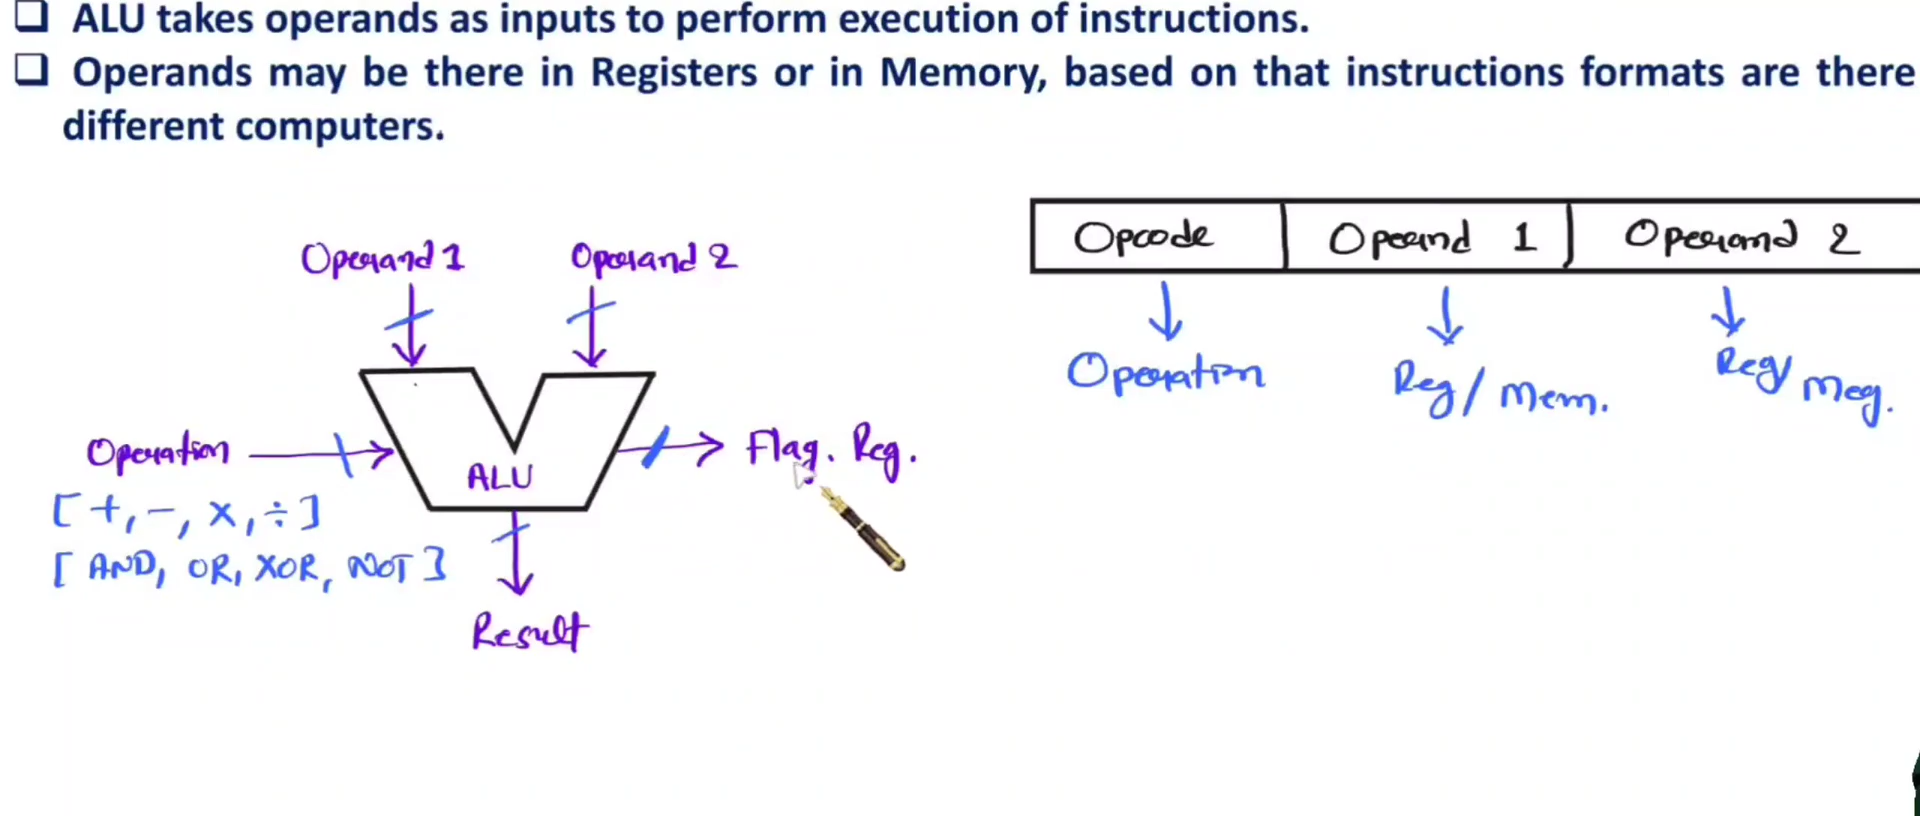 ALU takes operands as inputs to perform execution of instructions.
Operands may be there in Registers or in Memory, based on that instructions formats are there
different computers.
Opcode Opernd 1 Operand 2
Operand 1 Operand 2
Operation Reg/Mem. Reg/Meg.
Operation ALU Flag. Reg.
[+, -, x, ÷]
[AND, OR, XOR, NOT]
Result